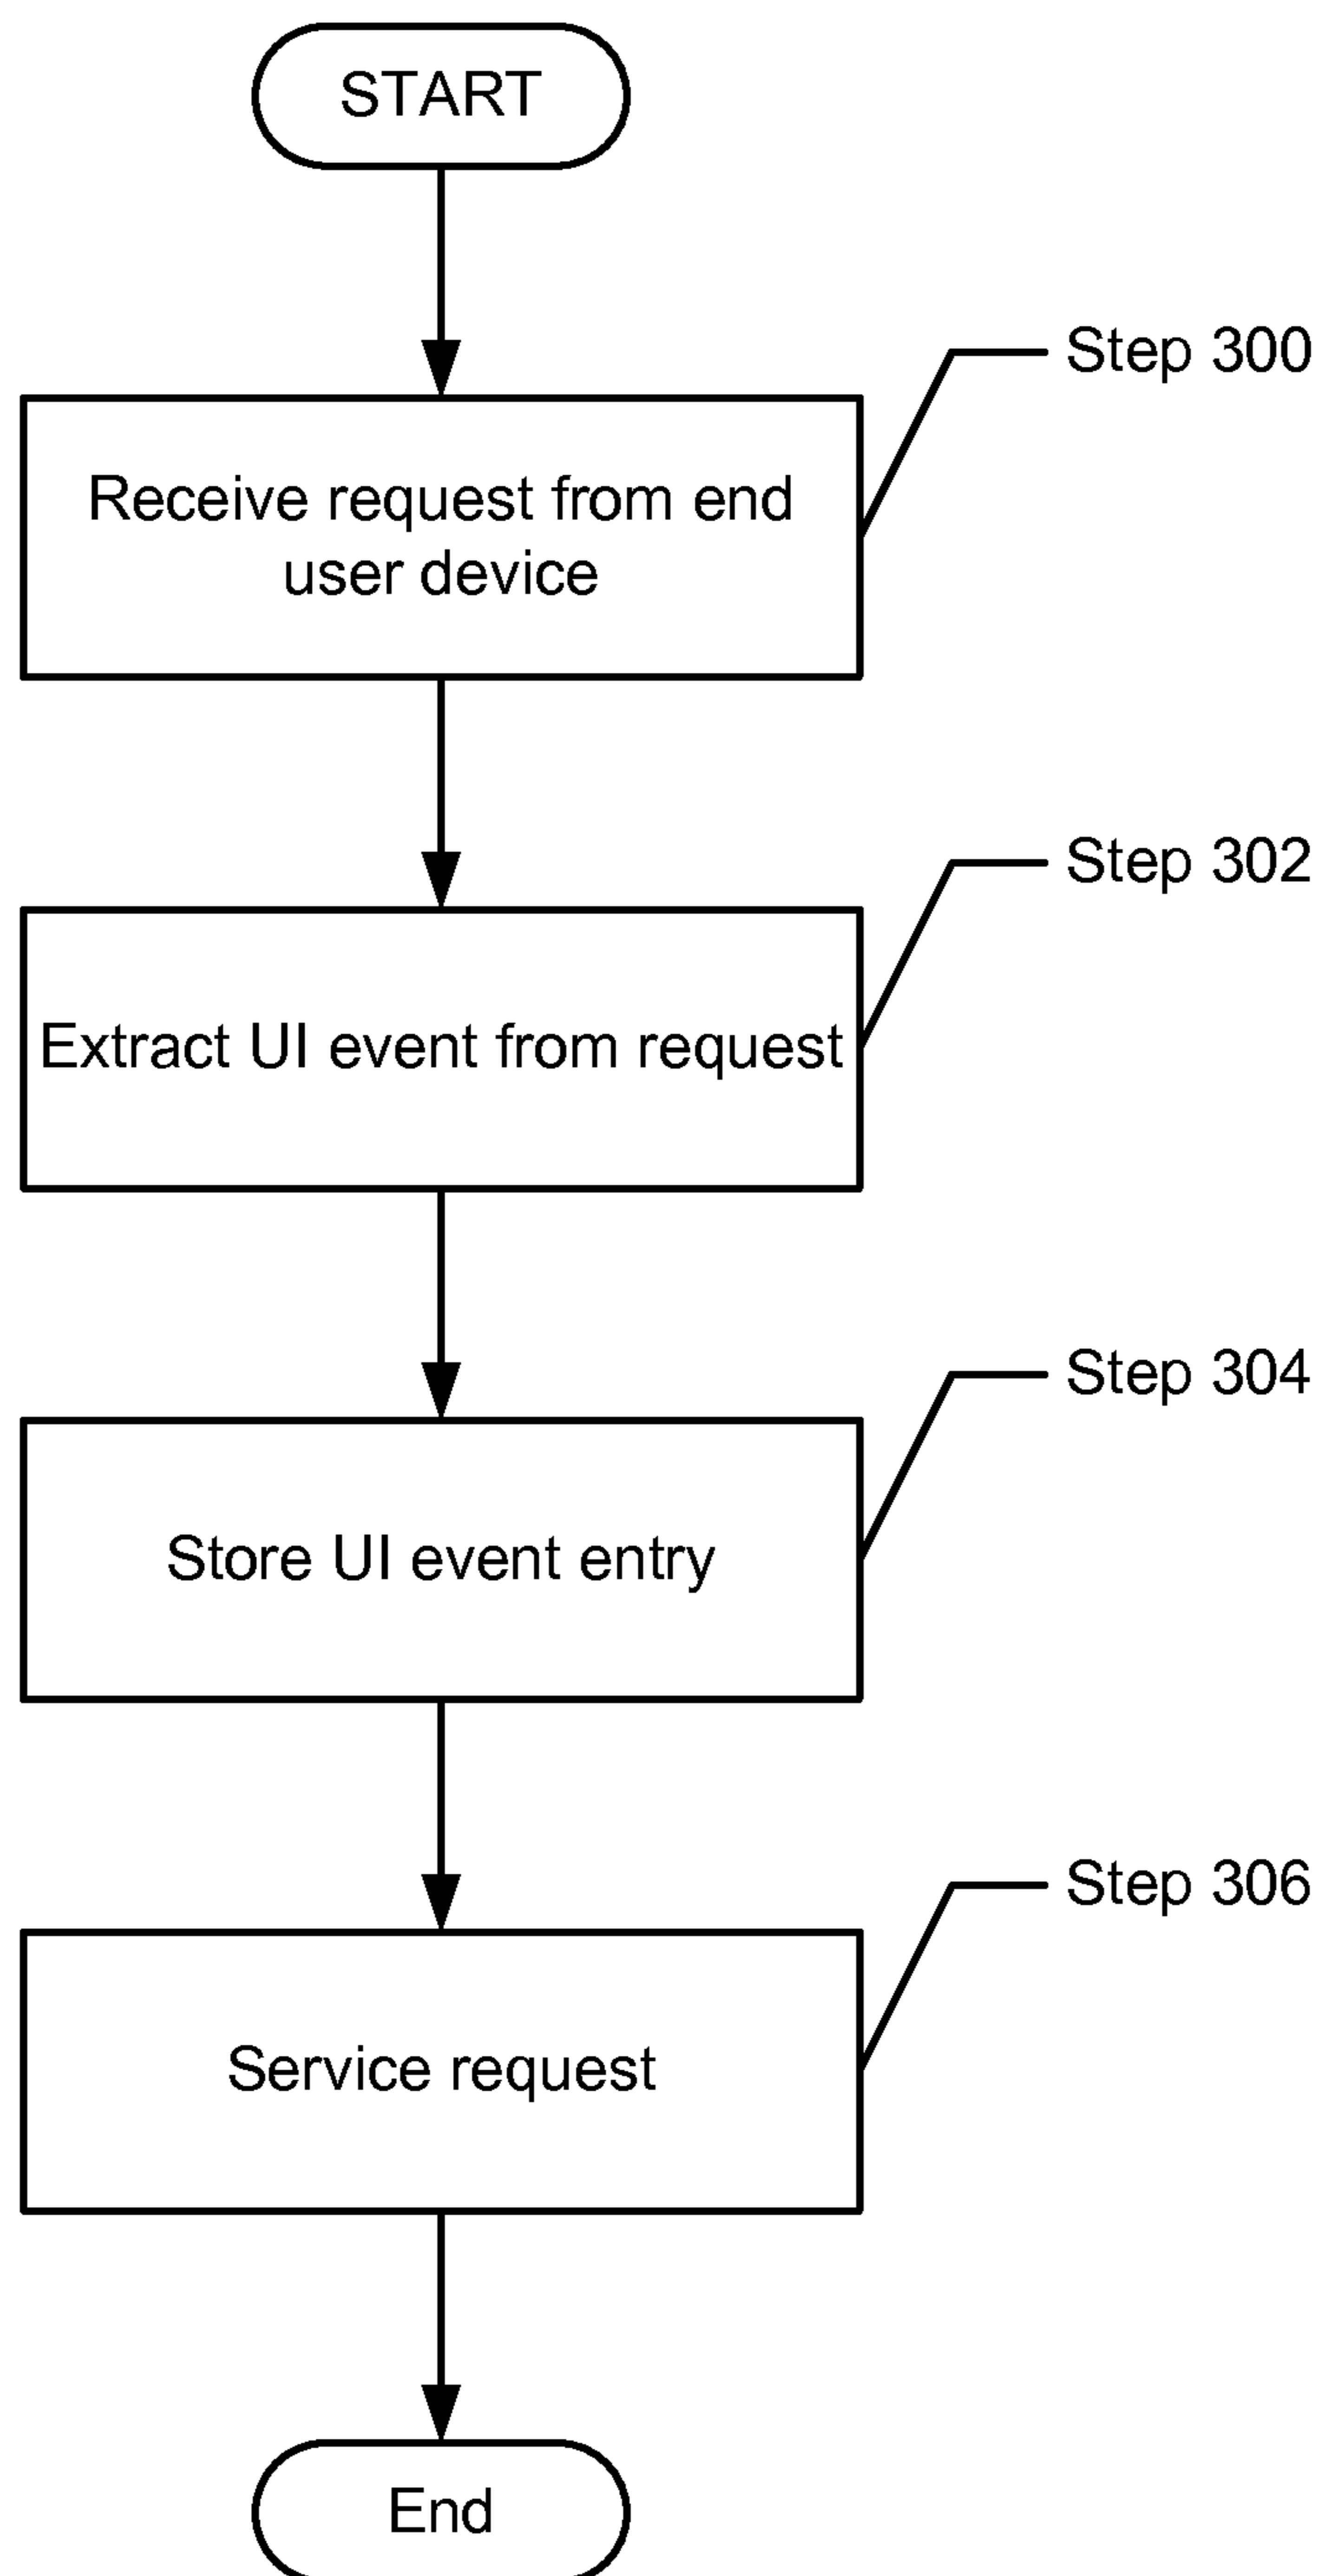 START
Step 300
Receive request from end
user device
Step 302
Extract UI event from request
Step 304
Store UI event entry
Step 306
Service request
End